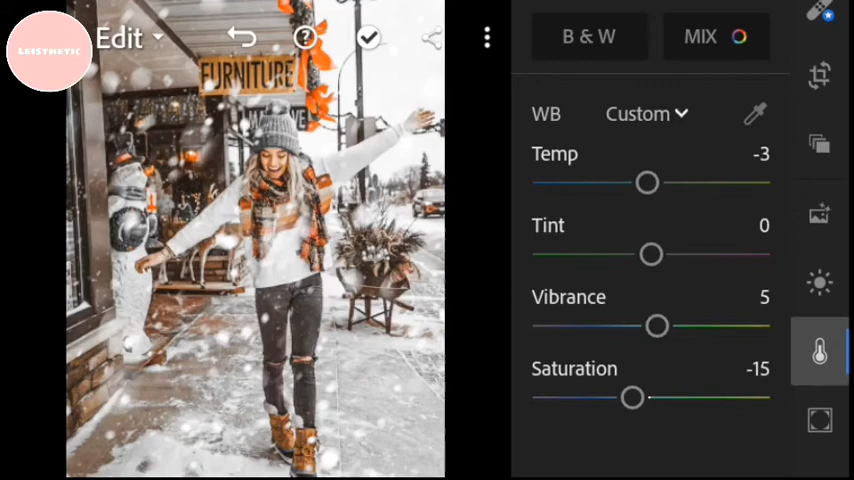 LEISTHETIC
Edit
FURNITURE
B & W
MIX
WB
Custom
Temp
-3
Tint
0
Vibrance
5
Saturation
-15